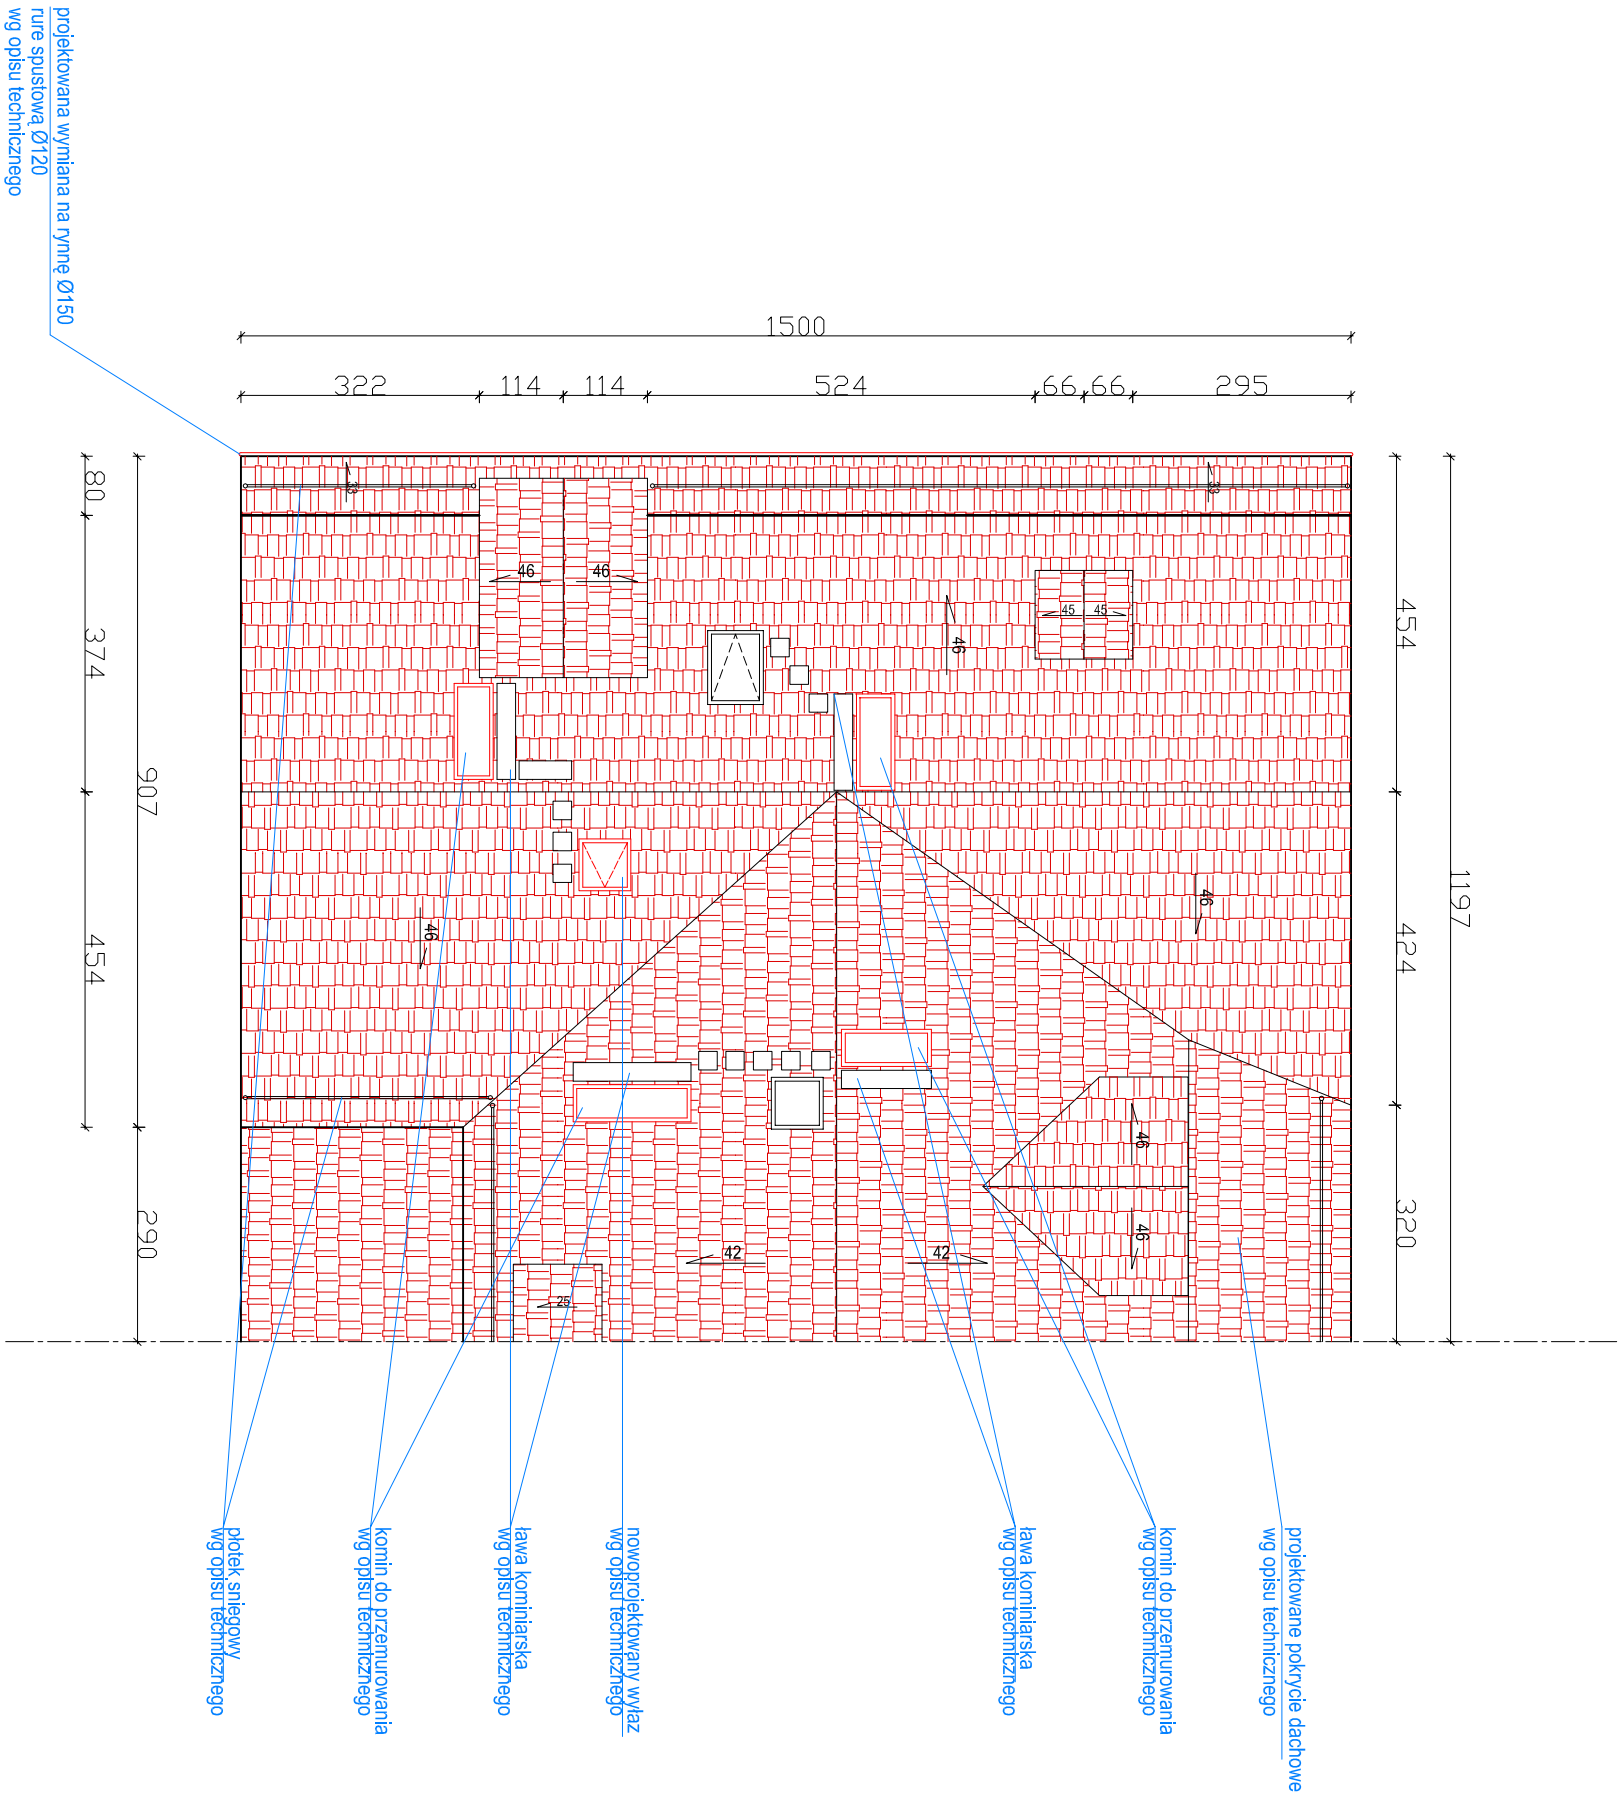 projektowana wymiana na rynnę Ø150
rure spustową Ø120
wg opisu technicznego
1500
322
114
114
524
66
66
295
80
374
454
907
290
454
424
320
1197
33
33
46
46
45
45
46
46
46
46
46
42
42
25
płotek śniegowy
wg opisu technicznego
komin do przemurowania
wg opisu technicznego
ława kominiarska
wg opisu technicznego
nowoprojektowany wyłaz
wg opisu technicznego
ława kominiarska
wg opisu technicznego
komin do przemurowania
wg opisu technicznego
projektowane pokrycie dachowe
wg opisu technicznego